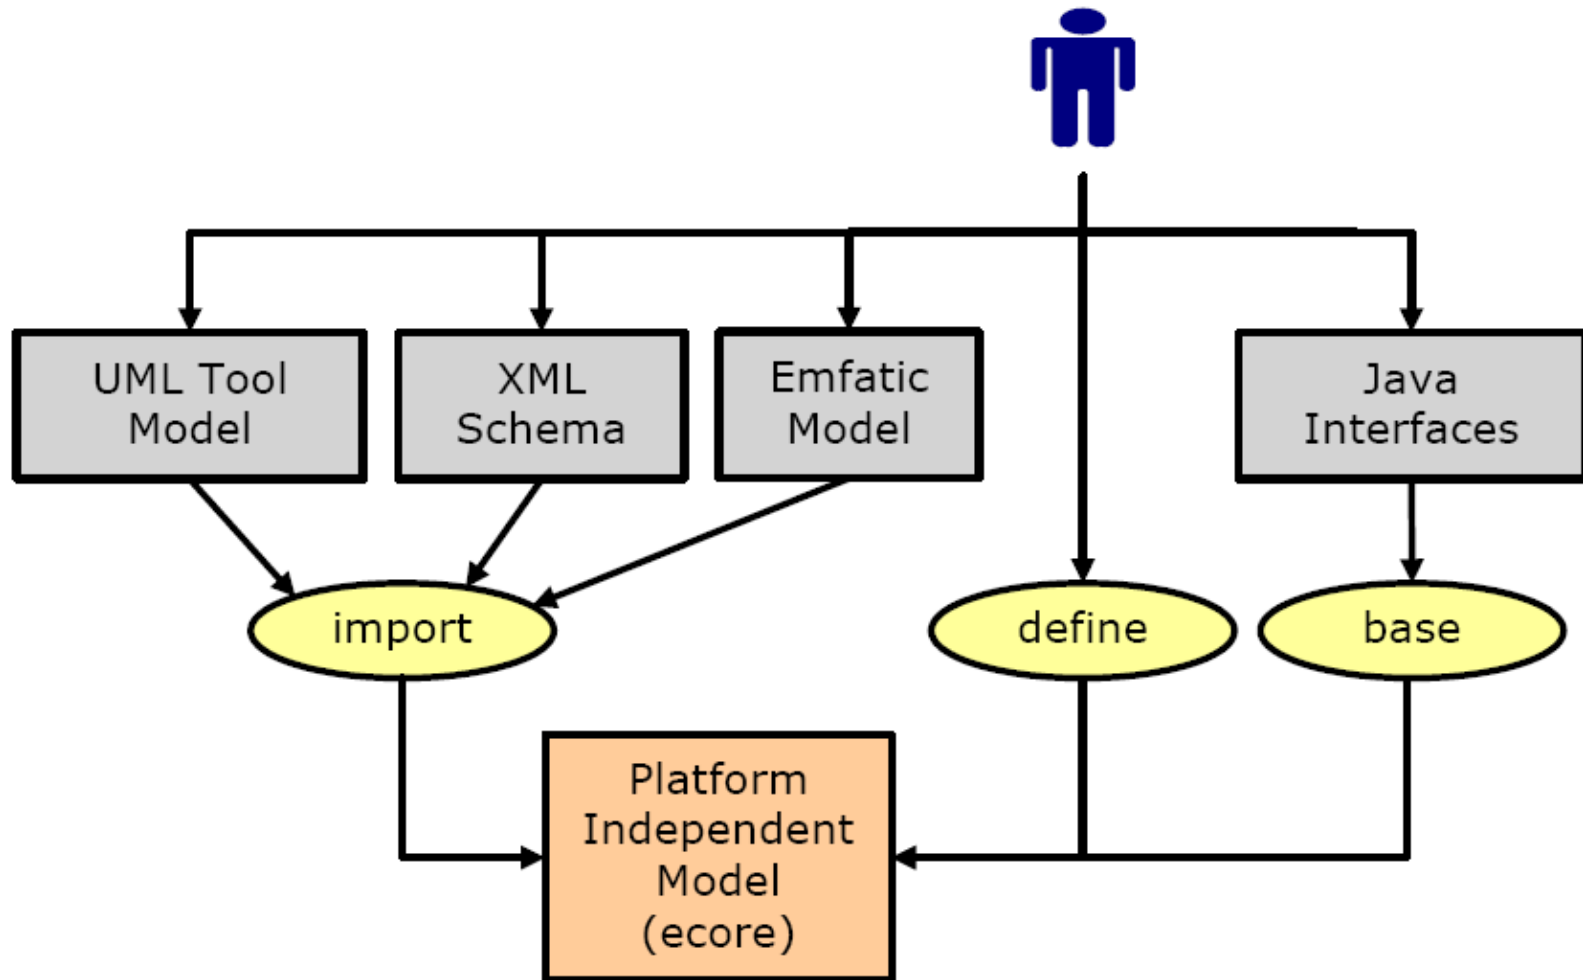 UML Tool
Model
XML
Schema
Emfatic
Model
Java
Interfaces
import
define
base
Platform
Independent
Model
(ecore)